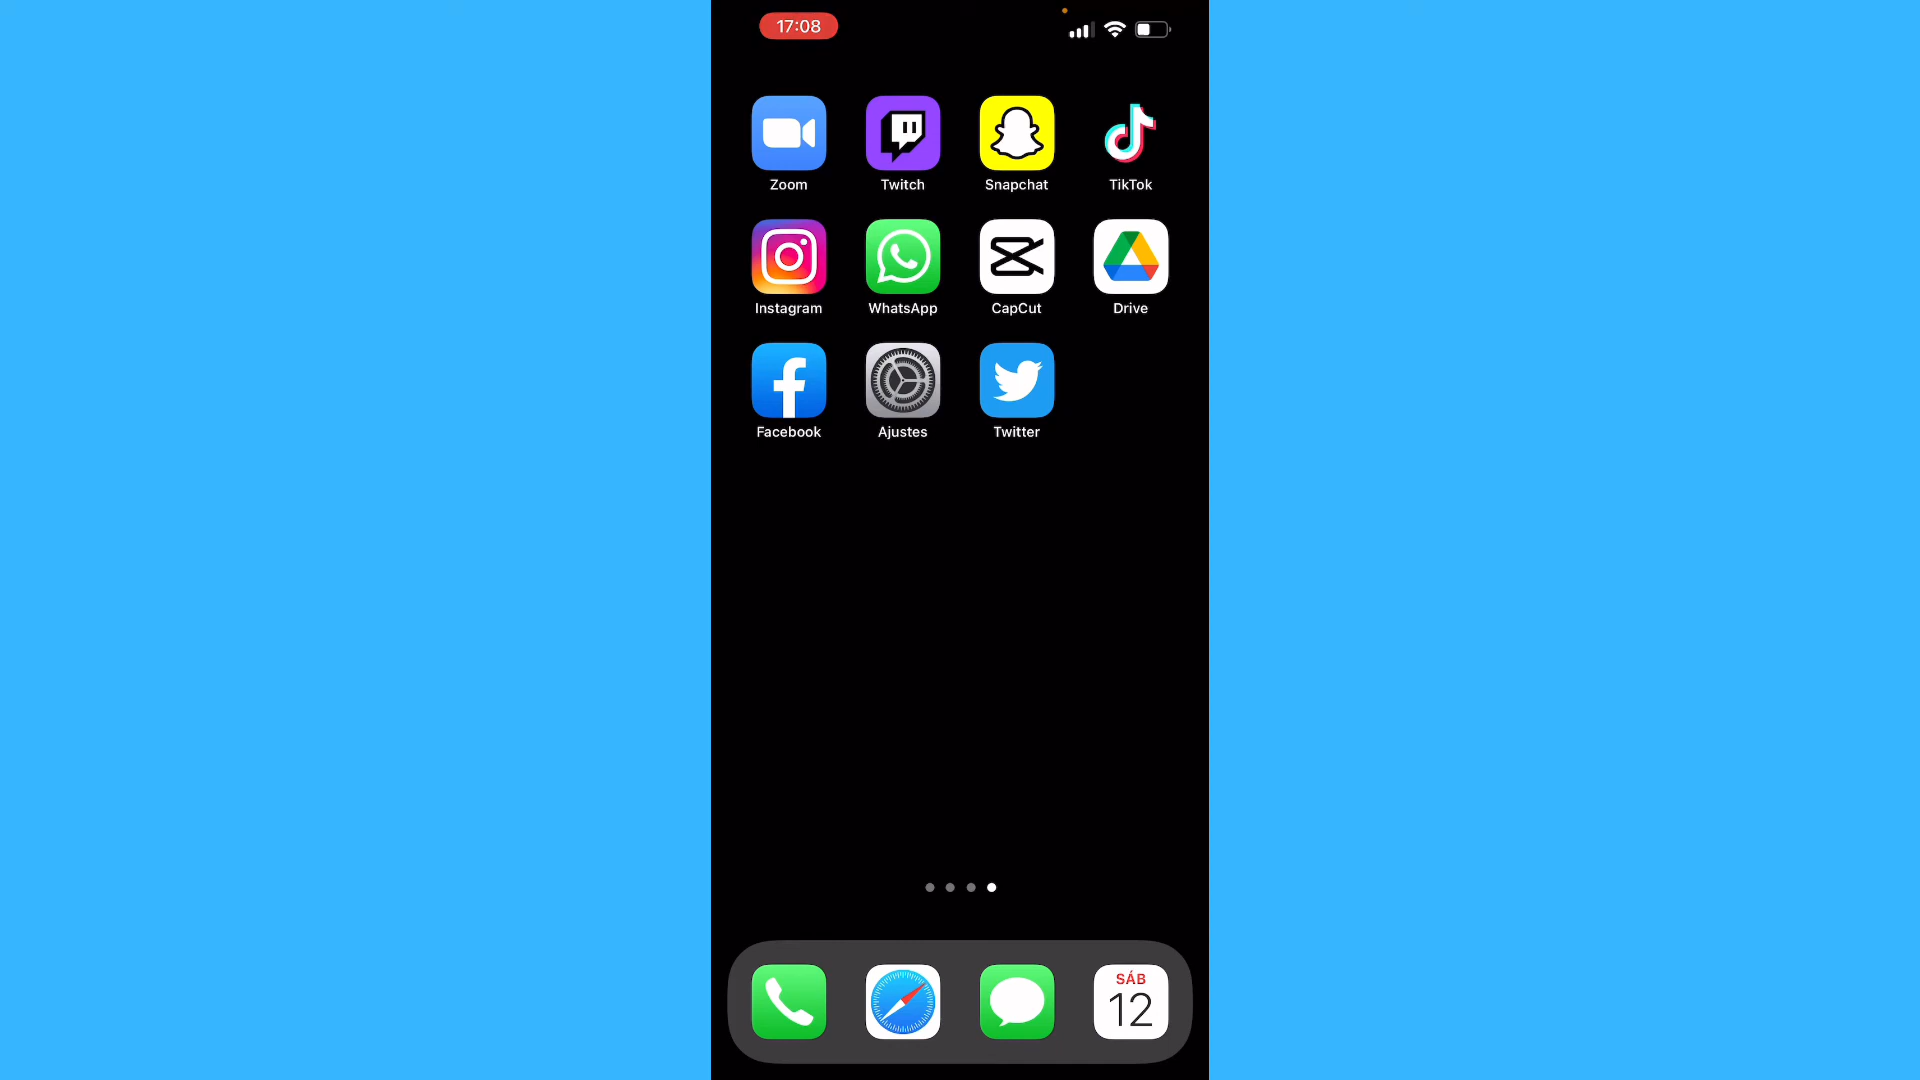 17:08
Zoom Twitch Snapchat TikTok
Instagram WhatsApp CapCut Drive
Facebook Ajustes Twitter
SÁB
12